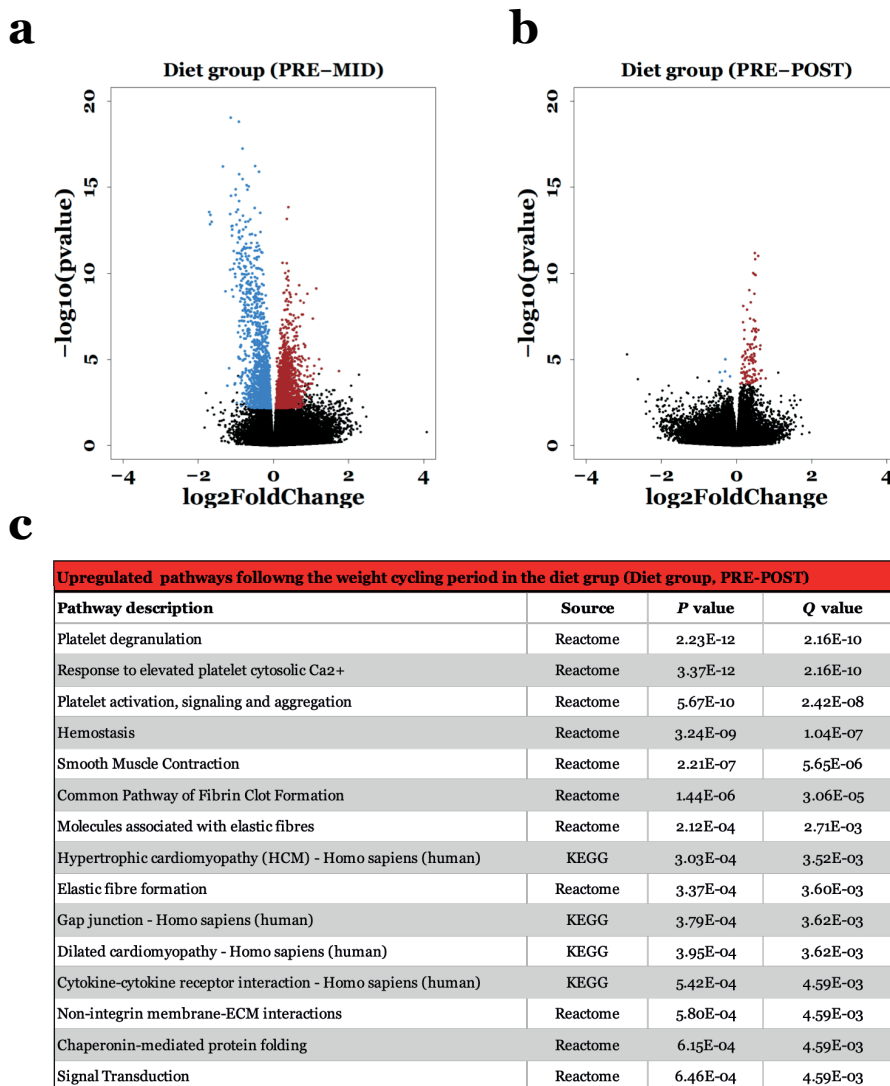 a
b
Diet group (PRE−MID)
Diet group (PRE−POST)
20
15
10
5
0
−log10(pvalue)
−4 −2 0 2 4
log2FoldChange
20
15
10
5
0
−log10(pvalue)
−4 −2 0 2 4
log2FoldChange
c
Upregulated pathways followng the weight cycling period in the diet grup (Diet group, PRE-POST)
Pathway description Source P value Q value
Platelet degranulation Reactome 2.23E-12 2.16E-10
Response to elevated platelet cytosolic Ca2+ Reactome 3.37E-12 2.16E-10
Platelet activation, signaling and aggregation Reactome 5.67E-10 2.42E-08
Hemostasis Reactome 3.24E-09 1.04E-07
Smooth Muscle Contraction Reactome 2.21E-07 5.65E-06
Common Pathway of Fibrin Clot Formation Reactome 1.44E-06 3.06E-05
Molecules associated with elastic fibres Reactome 2.12E-04 2.71E-03
Hypertrophic cardiomyopathy (HCM) - Homo sapiens (human) KEGG 3.03E-04 3.52E-03
Elastic fibre formation Reactome 3.37E-04 3.60E-03
Gap junction - Homo sapiens (human) KEGG 3.79E-04 3.62E-03
Dilated cardiomyopathy - Homo sapiens (human) KEGG 3.95E-04 3.62E-03
Cytokine-cytokine receptor interaction - Homo sapiens (human) KEGG 5.42E-04 4.59E-03
Non-integrin membrane-ECM interactions Reactome 5.80E-04 4.59E-03
Chaperonin-mediated protein folding Reactome 6.15E-04 4.59E-03
Signal Transduction Reactome 6.46E-04 4.59E-03